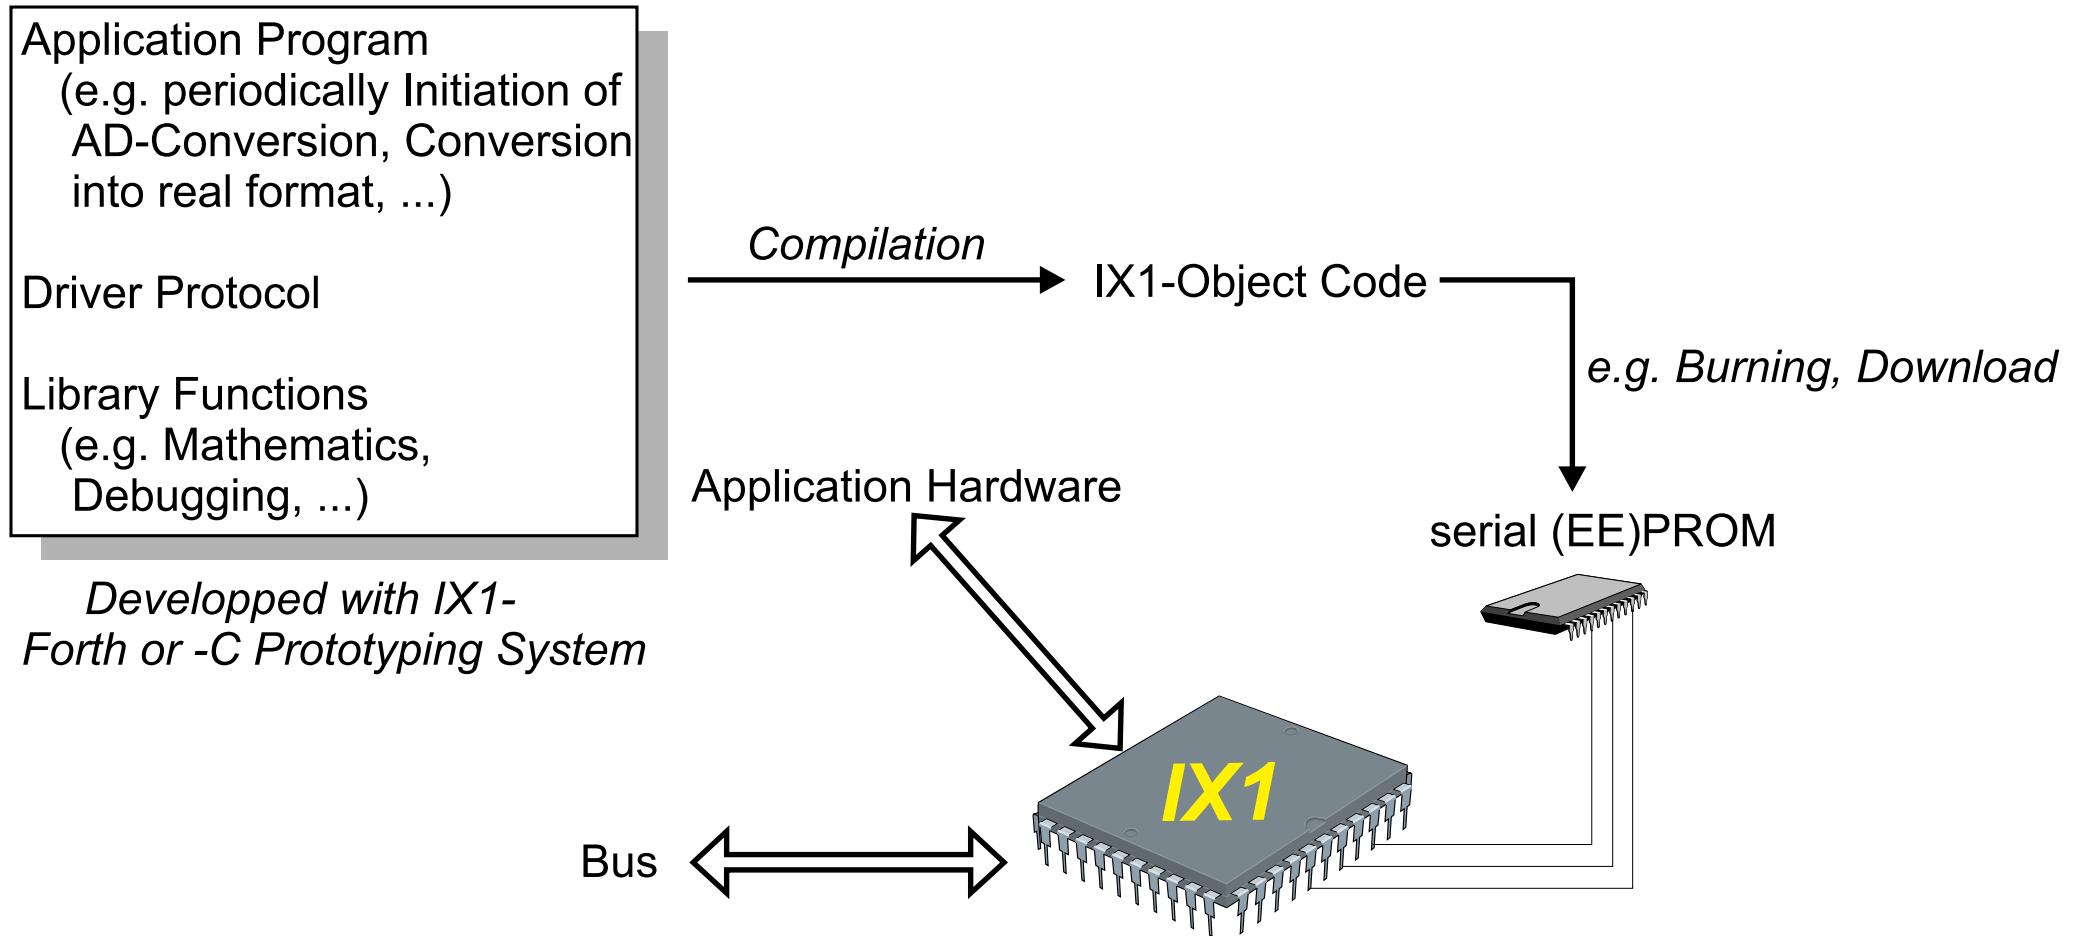 Application Program
(e.g. periodically Initiation of
AD-Conversion, Conversion
into real format, ...)
Driver Protocol
Library Functions
(e.g. Mathematics,
Debugging, ...)
Developped with IX1-
Forth or -C Prototyping System
Compilation
IX1-Object Code
e.g. Burning, Download
serial (EE)PROM
Application Hardware
IX1
Bus